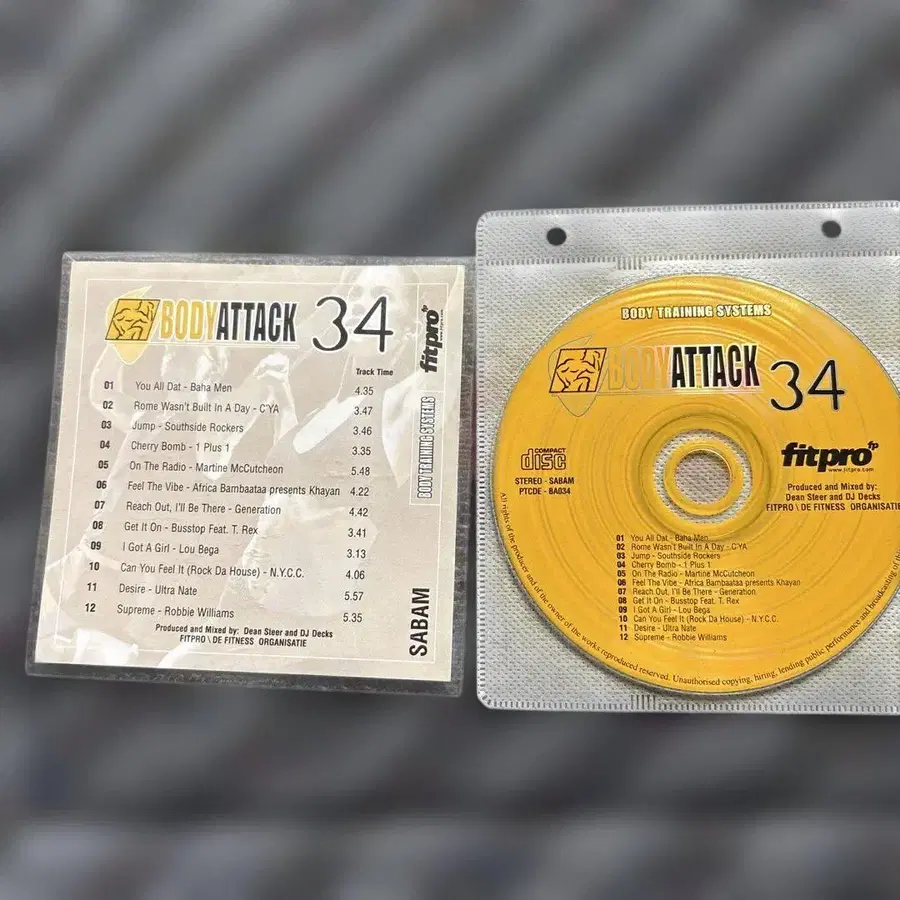 BODYATTACK 34
fitpro fp
www.fitpro.com
BODY TRAINING SYSTEMS
SABAM
Track Time
01 You All Dat - Baha Men 4.35
02 Rome Wasn't Built In A Day - C'YA 3.47
03 Jump - Southside Rockers 3.46
04 Cherry Bomb - 1 Plus 1 3.35
05 On The Radio - Martine McCutcheon 5.48
06 Feel The Vibe - Africa Bambaataa presents Khayan 4.22
07 Reach Out, I'll Be There - Generation 4.42
08 Get It On - Busstop Feat. T. Rex 3.41
09 I Got A Girl - Lou Bega 3.13
10 Can You Feel It (Rock Da House) - N.Y.C.C. 4.06
11 Desire - Ultra Nate 5.57
12 Supreme - Robbie Williams 5.35
Produced and Mixed by: Dean Steer and DJ Decks
FITPRO \ DE FITNESS ORGANISATIE
BODY TRAINING SYSTEMS
BODYATTACK 34
COMPACT
disc
STEREO - SABAM
PTCDE - BA034
fitpro fp
www.fitpro.com
Produced and Mixed by:
Dean Steer and DJ Decks
FITPRO \ DE FITNESS ORGANISATIE
01 You All Dat - Baha Men
02 Rome Wasn't Built In A Day - C'YA
03 Jump - Southside Rockers
04 Cherry Bomb - 1 Plus 1
05 On The Radio - Martine McCutcheon
06 Feel The Vibe - Africa Bambaataa presents Khayan
07 Reach Out, I'll Be There - Generation
08 Get It On - Busstop Feat. T. Rex
09 I Got A Girl - Lou Bega
10 Can You Feel It (Rock Da House) - N.Y.C.C.
11 Desire - Ultra Nate
12 Supreme - Robbie Williams
All rights of the producer and of the owner of the works reproduced reserved. Unauthorised copying, hiring, lending public performance and broadcasting of